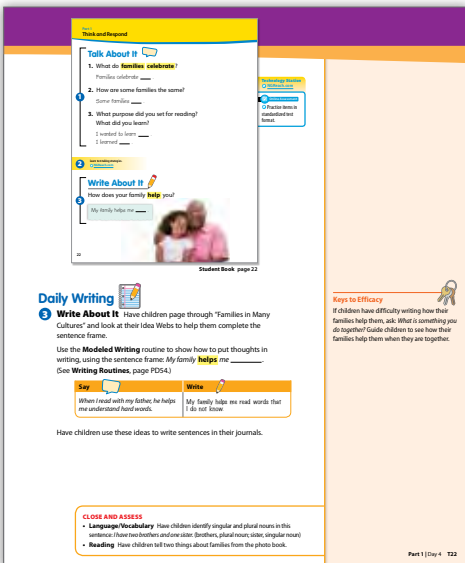 Part 1
Think and Respond
Talk About It
1. What do families celebrate?
Families celebrate ___
2. How are some families the same?
Some families ___
3. What purpose did you set for reading?
What did you learn?
I wanted to learn ___
I learned ___
1
2
Write About It
3
How does your family help you?
My family helps me ___
22
Technology Station
NGReach.com
Practice items in
standardized test
format.
Student Book page 22
Daily Writing
3 Write About It Have children page through "Families in Many
Cultures" and look at their Idea Webs to help them complete the
sentence frame.
Use the Modeled Writing routine to show how to put thoughts in
writing, using the sentence frame: My family helps me ______.
(See Writing Routines, page PD54.)
Say Write
When I read with my father, he helps
me understand hard words.
My family helps me read words that
I do not know.
Have children use these ideas to write sentences in their journals.
Keys to Efficacy
If children have difficulty writing how their
families help them, ask: What is something you
do together? Guide children to see how their
families help them when they are together.
CLOSE AND ASSESS
• Language/Vocabulary Have children identify singular and plural nouns in this
sentence: I have two brothers and one sister. (brothers, plural noun; sister, singular noun)
• Reading Have children tell two things about families from the photo book.
Part 1 | Day 4 T22